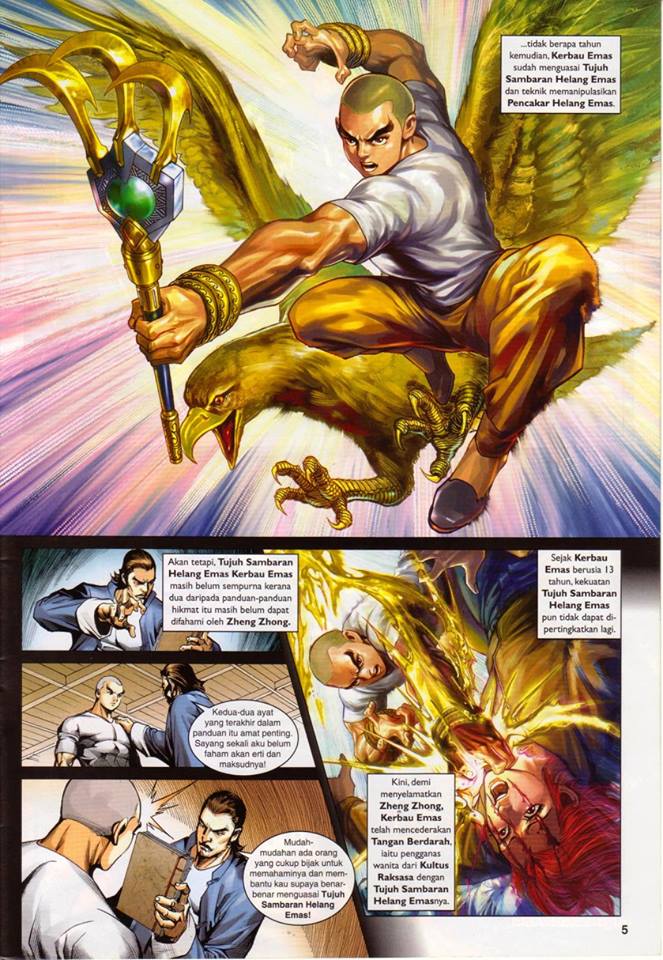 ...tidak berapa tahun
kemudian, Kerbau Emas
sudah menguasai Tujuh
Sambaran Helang Emas
dan teknik memanipulasikan
Pencakar Helang Emas.
Akan tetapi, Tujuh Sambaran
Helang Emas Kerbau Emas
masih belum sempurna kerana
dua daripada panduan-panduan
hikmat itu masih belum dapat
difahami oleh Zheng Zhong.
Sejak Kerbau
Emas berusia 13
tahun, kekuatan
Tujuh Sambaran
Helang Emas
pun tidak dapat di-
pertingkatkan lagi.
Kedua-dua ayat
yang terakhir dalam
panduan itu amat penting.
Sayang sekali aku belum
faham akan erti dan
maksudnya!
Mudah-
mudahan ada orang
yang cukup bijak untuk
memahaminya dan mem-
bantu kau supaya benar-
benar menguasai Tujuh
Sambaran Helang
Emas!
Kini, demi
menyelamatkan
Zheng Zhong,
Kerbau Emas
telah mencederakan
Tangan Berdarah,
iaitu pengganas
wanita dari Kultus
Raksasa dengan
Tujuh Sambaran
Helang Emasnya.
5